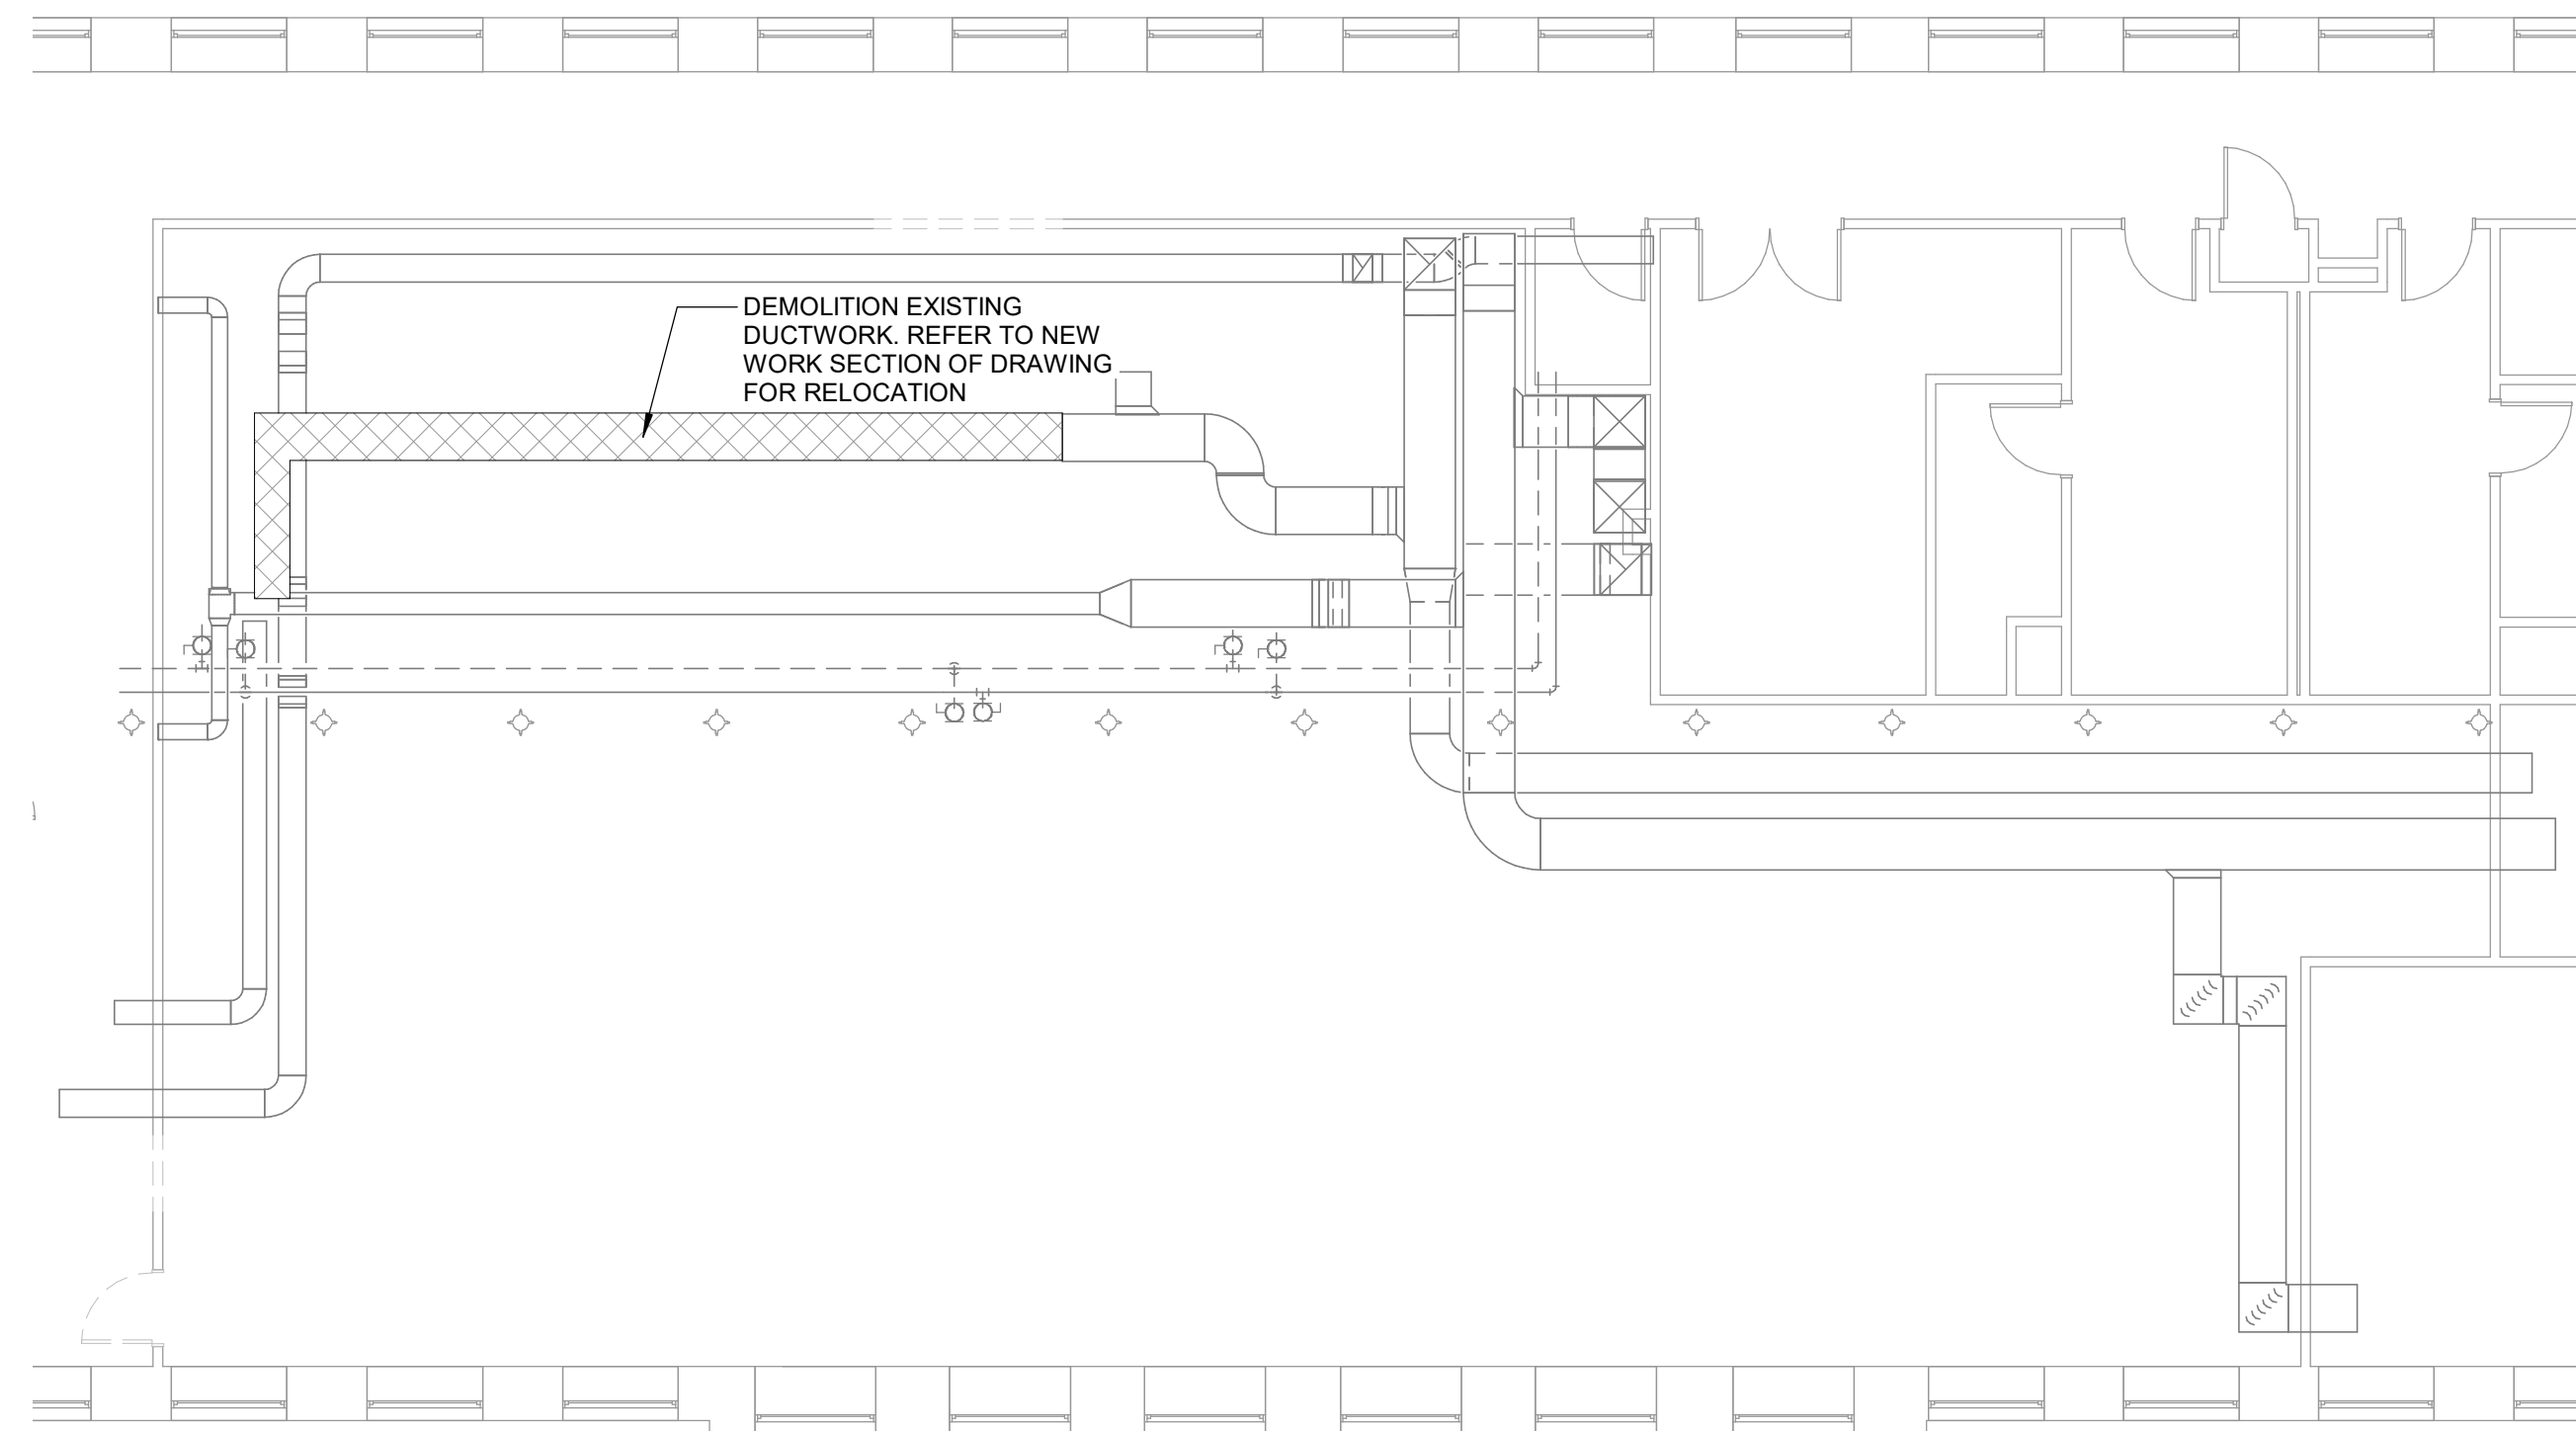 DEMOLITION EXISTING
DUCTWORK. REFER TO NEW
WORK SECTION OF DRAWING
FOR RELOCATION